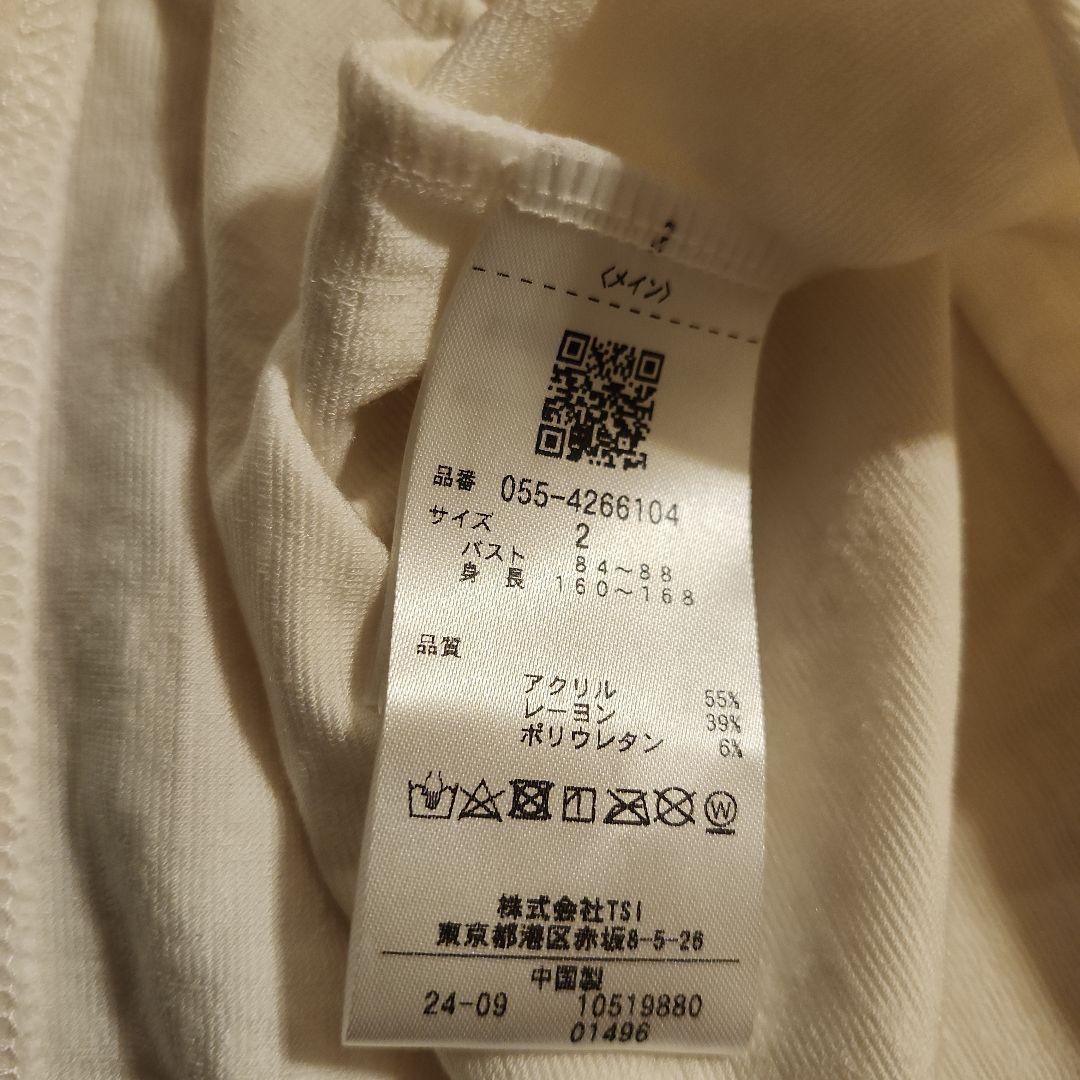 2
〈メイン〉
品番 055-4266104
サイズ 2
バスト 84～88
身長 160～168
品質
アクリル 55%
レーヨン 39%
ポリウレタン 6%
W
株式会社TSI
東京都港区赤坂8-5-26
中国製
24-09 10519880
01496